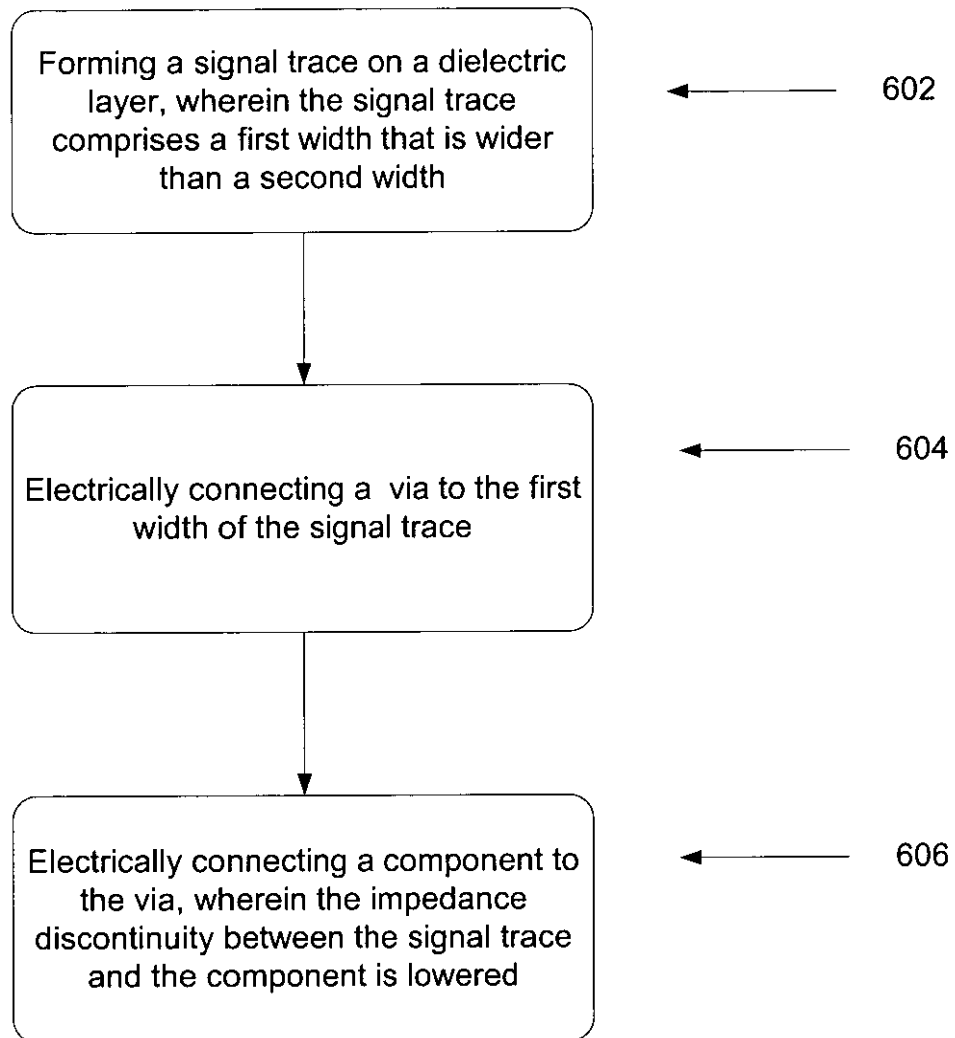 Forming a signal trace on a dielectric
layer, wherein the signal trace
comprises a first width that is wider
than a second width
602
Electrically connecting a via to the first
width of the signal trace
604
Electrically connecting a component to
the via, wherein the impedance
discontinuity between the signal trace
and the component is lowered
606